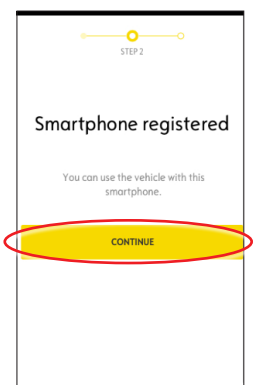 STEP 2
Smartphone registered
You can use the vehicle with this
smartphone.
CONTINUE